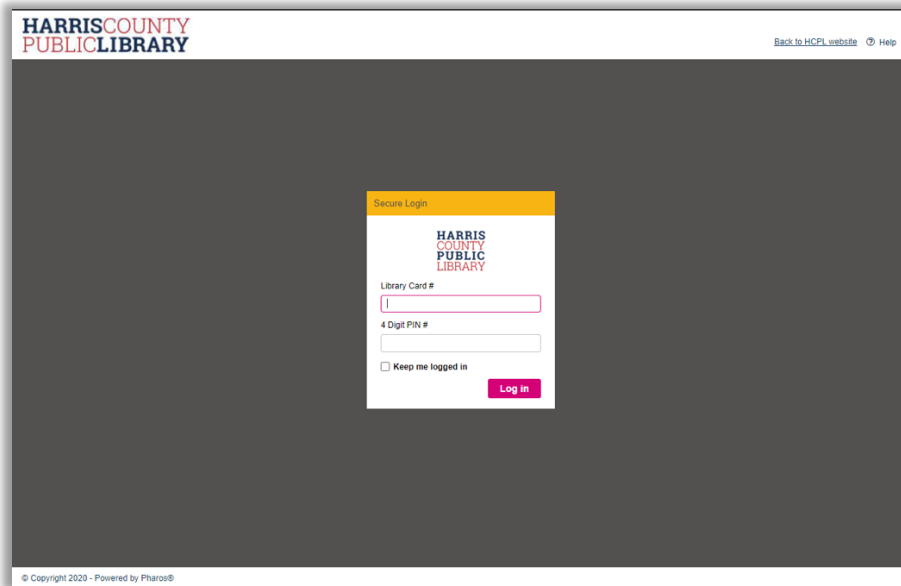 HARRISCOUNTY
PUBLICLIBRARY
Back to HCPL website ? Help
Secure Login
HARRIS
COUNTY
PUBLIC
LIBRARY
Library Card #
4 Digit PIN #
Keep me logged in
Log in
© Copyright 2020 - Powered by Pharos®